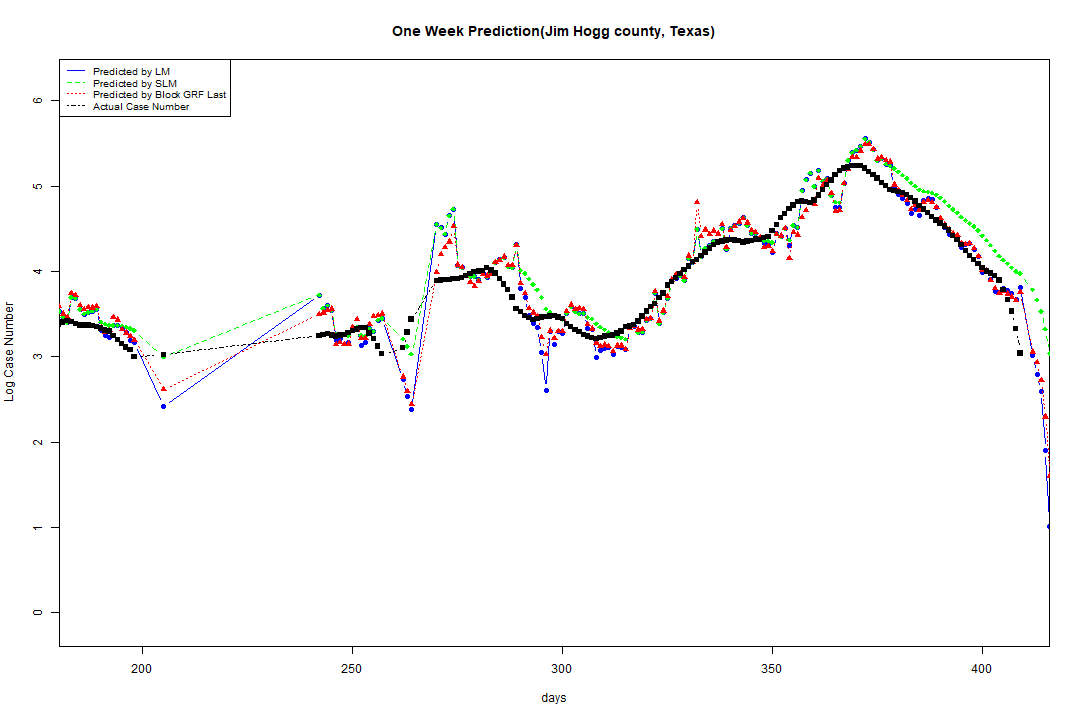 One Week Prediction(Jim Hogg county, Texas)
Predicted by LM
Predicted by SLM
Predicted by Block GRF Last
Actual Case Number
6
5
4
3
2
1
0
Log Case Number
200 250 300 350 400
days